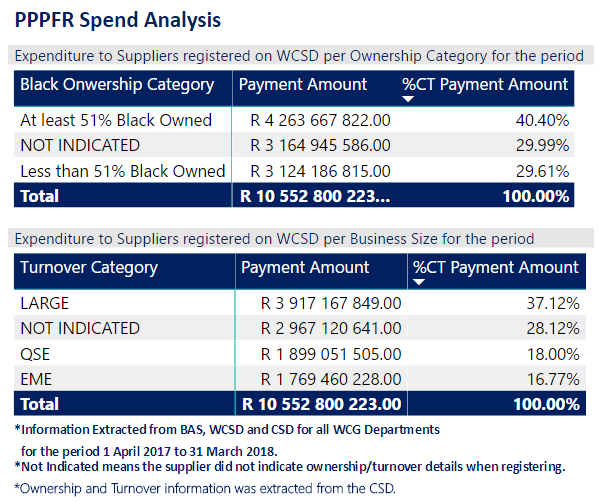 PPPFR Spend Analysis
Expenditure to Suppliers registered on WCSD per Ownership Category for the period
Black Onwership Category Payment Amount %CT Payment Amount
At least 51% Black Owned R 4 263 667 822.00 40.40%
NOT INDICATED R 3 164 945 586.00 29.99%
Less than 51% Black Owned R 3 124 186 815.00 29.61%
Total R 10 552 800 223... 100.00%
Expenditure to Suppliers registered on WCSD per Business Size for the period
Turnover Category Payment Amount %CT Payment Amount
LARGE R 3 917 167 849.00 37.12%
NOT INDICATED R 2 967 120 641.00 28.12%
QSE R 1 899 051 505.00 18.00%
EME R 1 769 460 228.00 16.77%
Total R 10 552 800 223.00 100.00%
*Information Extracted from BAS, WCSD and CSD for all WCG Departments
for the period 1 April 2017 to 31 March 2018.
*Not Indicated means the supplier did not indicate ownership/turnover details when registering.
*Ownership and Turnover information was extracted from the CSD.